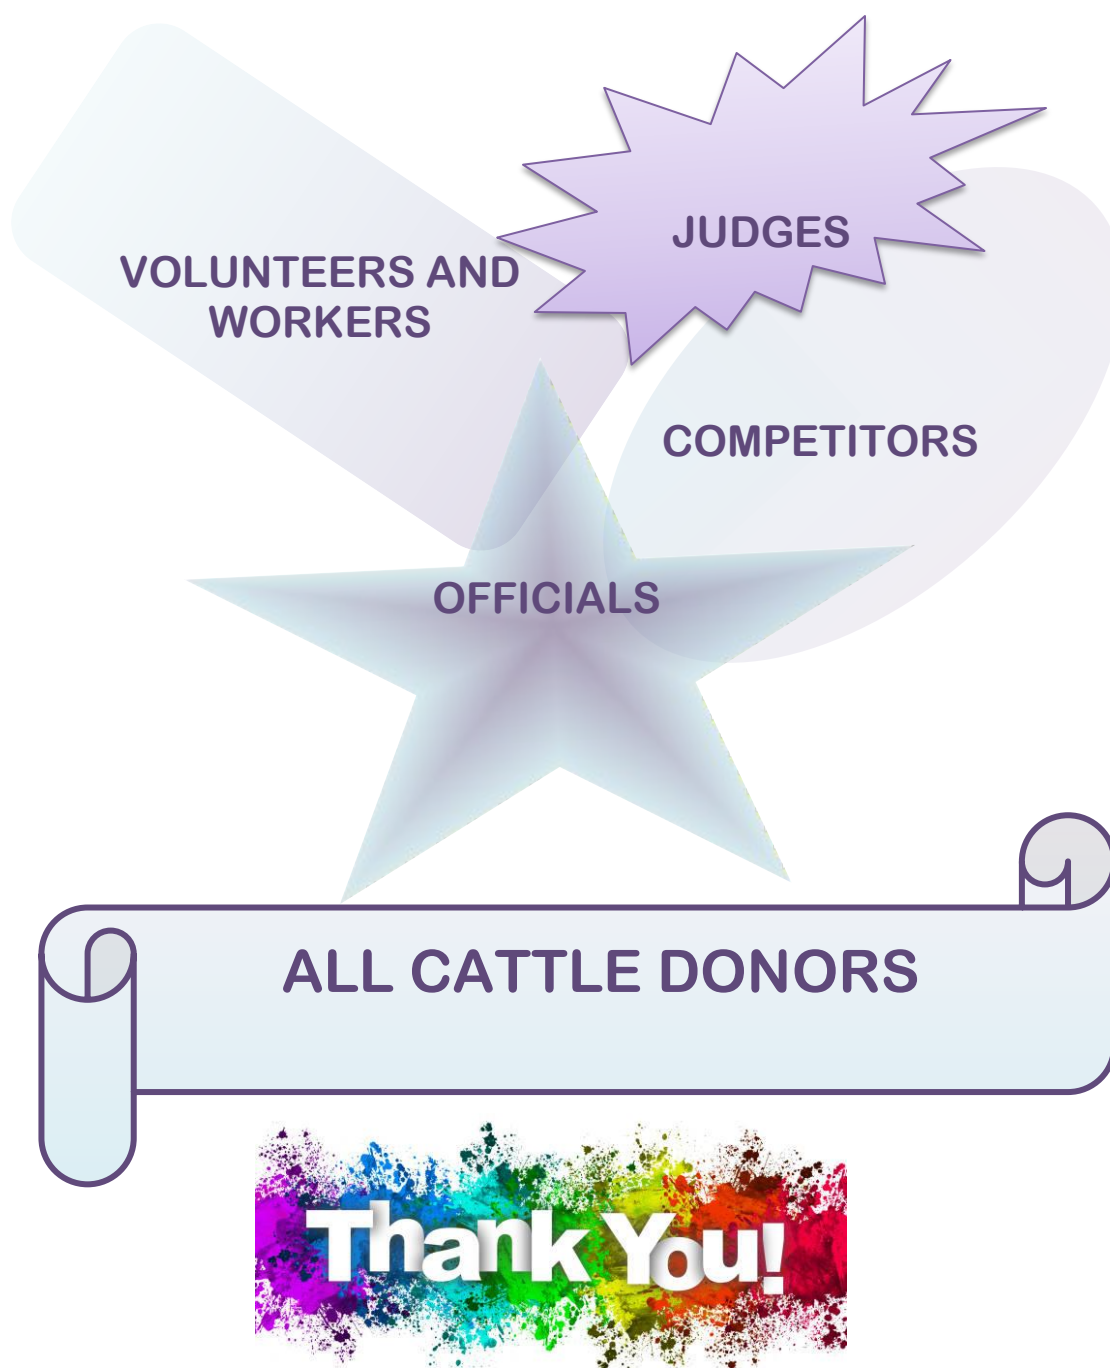 JUDGES
VOLUNTEERS AND
WORKERS
COMPETITORS
OFFICIALS
ALL CATTLE DONORS
Thank You!